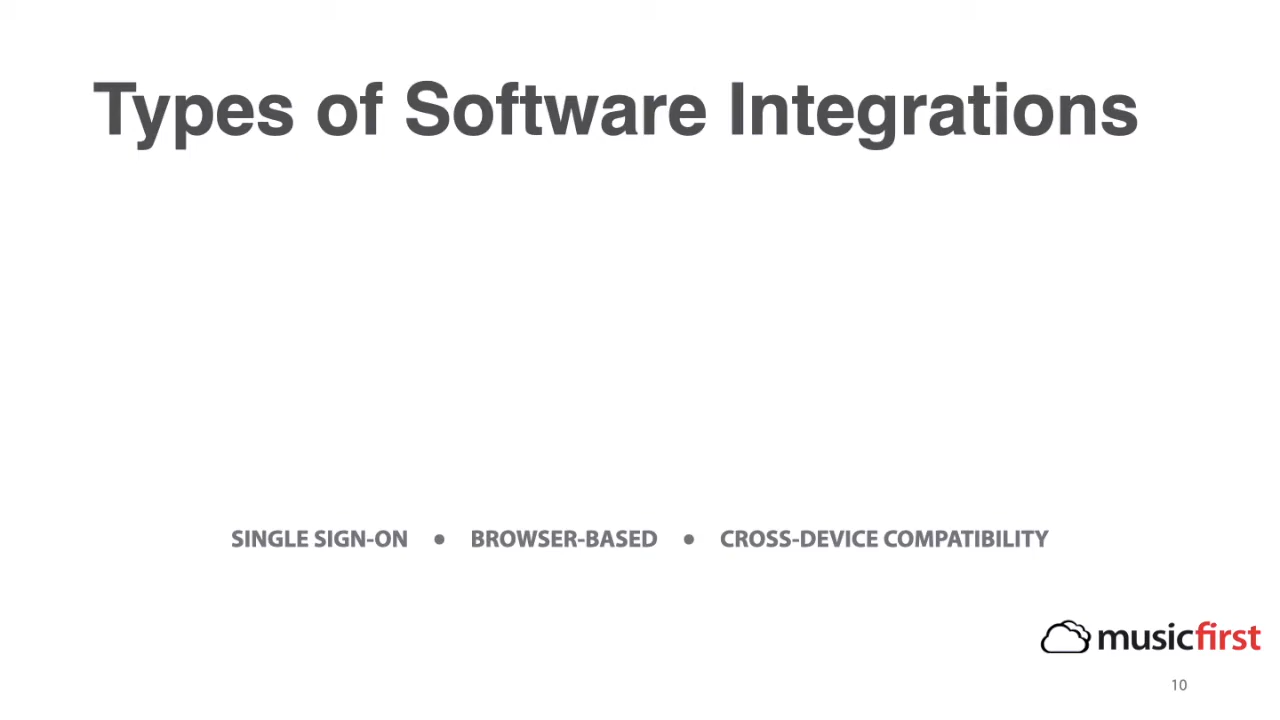 Types of Software Integrations
SINGLE SIGN-ON • BROWSER-BASED • CROSS-DEVICE COMPATIBILITY
musicfirst
10